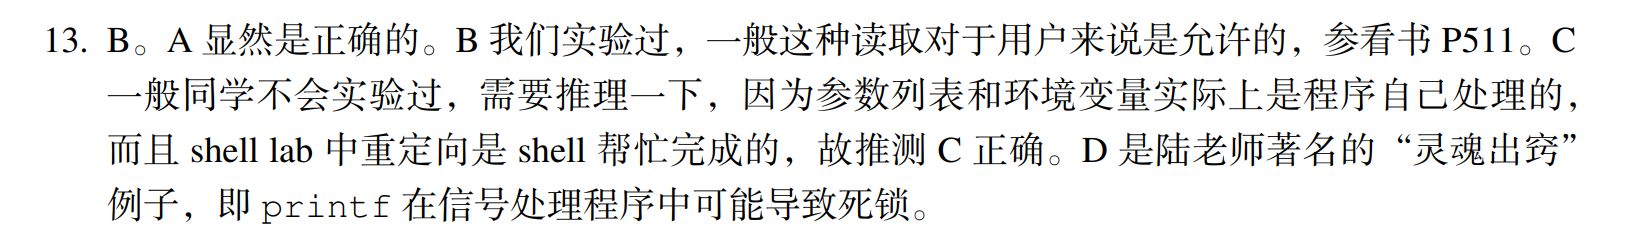 13. B。A 显然是正确的。B 我们实验过，一般这种读取对于用户来说是允许的，参看书 P511。C
一般同学不会实验过，需要推理一下，因为参数列表和环境变量实际上是程序自己处理的，
而且 shell lab 中重定向是 shell 帮忙完成的，故推测 C 正确。D 是陆老师著名的“灵魂出窍”
例子，即 printf 在信号处理程序中可能导致死锁。